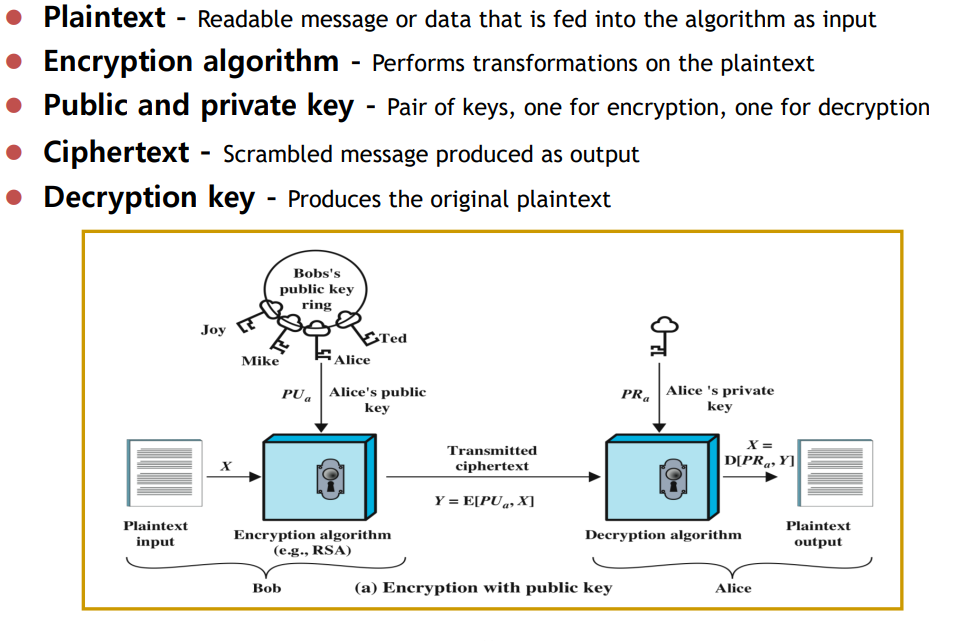 Plaintext - Readable message or data that is fed into the algorithm as input
Encryption algorithm - Performs transformations on the plaintext
Public and private key - Pair of keys, one for encryption, one for decryption
Ciphertext - Scrambled message produced as output
Decryption key - Produces the original plaintext
Bobs's
public key
ring
Joy
Ted
Mike
Alice
PUa
Alice's public
key
PRa
Alice 's private
key
X
Transmitted
ciphertext
Y = E[PUa, X]
X =
D[PRa, Y]
Plaintext
input
Encryption algorithm
(e.g., RSA)
Decryption algorithm
Plaintext
output
Bob
(a) Encryption with public key
Alice